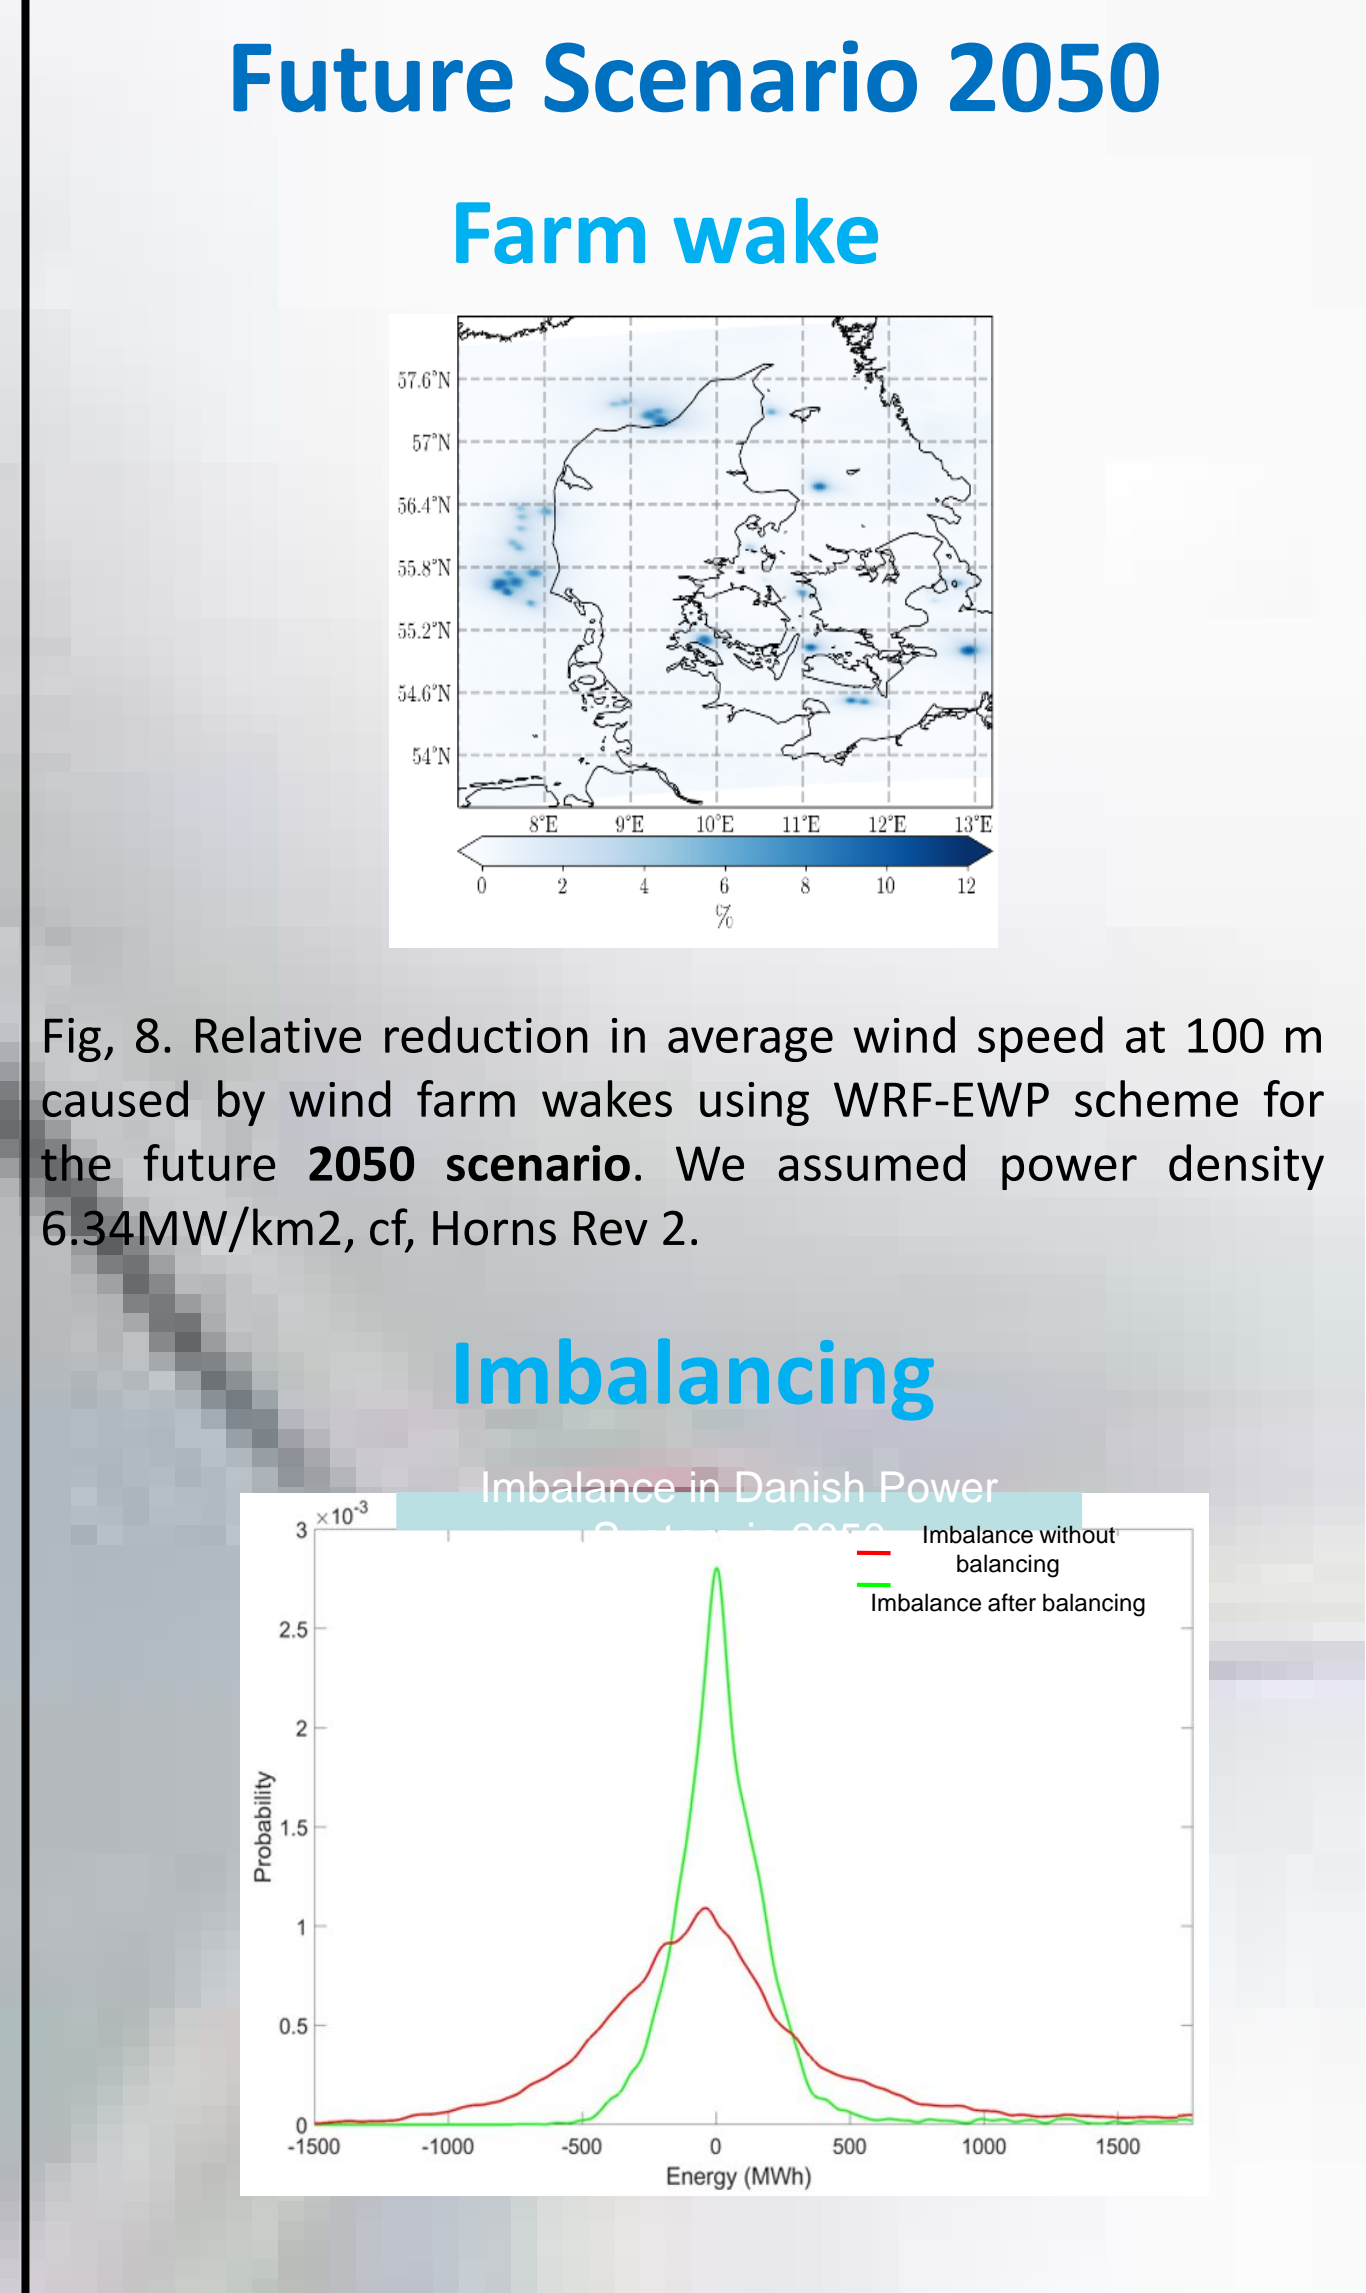 Future Scenario 2050
Farm wake
57.6°N
57°N
56.4°N
55.8°N
55.2°N
54.6°N
54°N
8°E 9°E 10°E 11°E 12°E 13°E
0 2 4 6 8 10 12
%
Fig, 8. Relative reduction in average wind speed at 100 m
caused by wind farm wakes using WRF-EWP scheme for
the future 2050 scenario. We assumed power density
6.34MW/km2, cf, Horns Rev 2.
Imbalancing
Imbalance in Danish Power
System in 2050
×10-3
Imbalance without
balancing
Imbalance after balancing
3
2.5
2
1.5
1
0.5
0
Probability
-1500 -1000 -500 0 500 1000 1500
Energy (MWh)